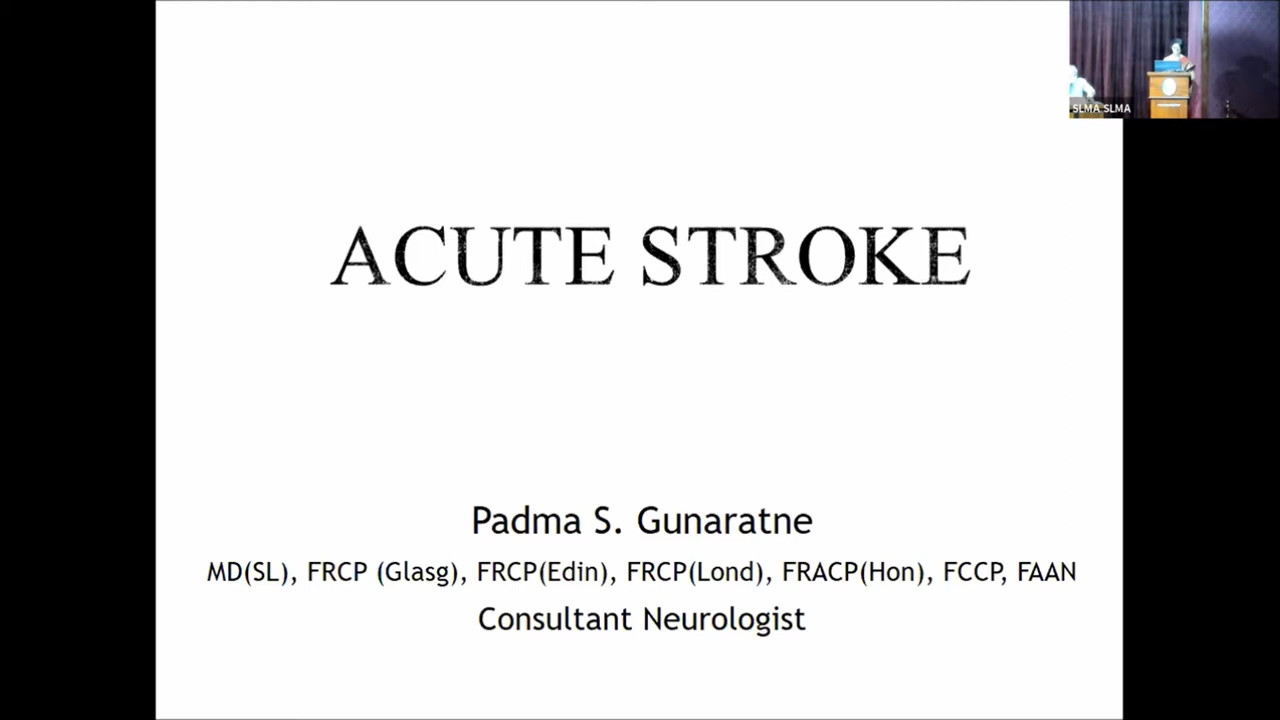 SLMA SLMA
ACUTE STROKE
Padma S. Gunaratne
MD(SL), FRCP (Glasg), FRCP(Edin), FRCP(Lond), FRACP(Hon), FCCP, FAAN
Consultant Neurologist